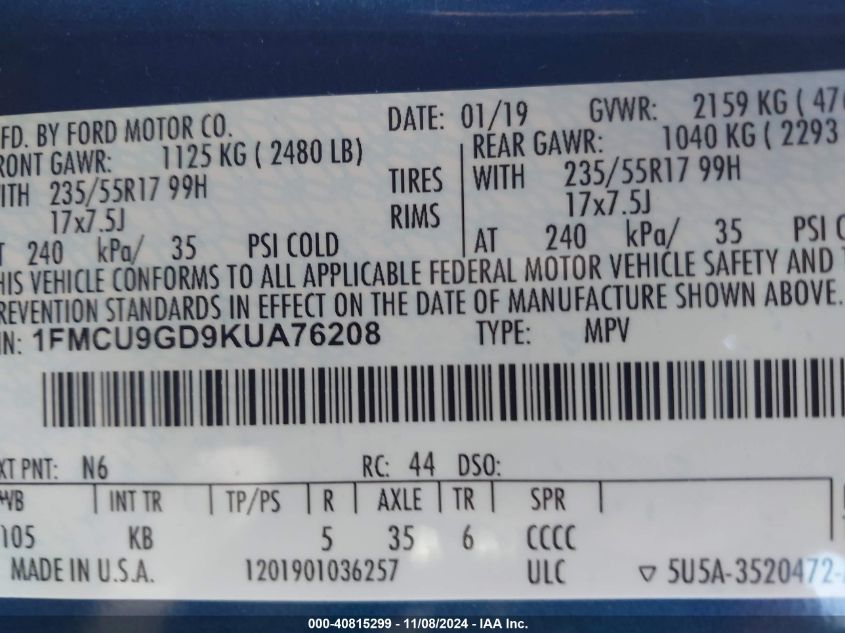 FD. BY FORD MOTOR CO. DATE: 01/19 GVWR: 2159 KG ( 47
RONT GAWR: 1125 KG ( 2480 LB) REAR GAWR: 1040 KG ( 2293
ITH 235/55R17 99H TIRES WITH 235/55R17 99H
17x7.5J RIMS 17x7.5J
T 240 kPa/ 35 PSI COLD AT 240 kPa/ 35 PSI C
HIS VEHICLE CONFORMS TO ALL APPLICABLE FEDERAL MOTOR VEHICLE SAFETY AND T
REVENTION STANDARDS IN EFFECT ON THE DATE OF MANUFACTURE SHOWN ABOVE.
IN: 1FMCU9GD9KUA76208 TYPE: MPV
XT PNT: N6 RC: 44 DSO:
WB INT TR TP/PS R AXLE TR SPR
105 KB 5 35 6 CCCC
MADE IN U.S.A. 1201901036257 ULC ▽ 5U5A-3520472-
000-40815299 - 11/08/2024 - IAA Inc.